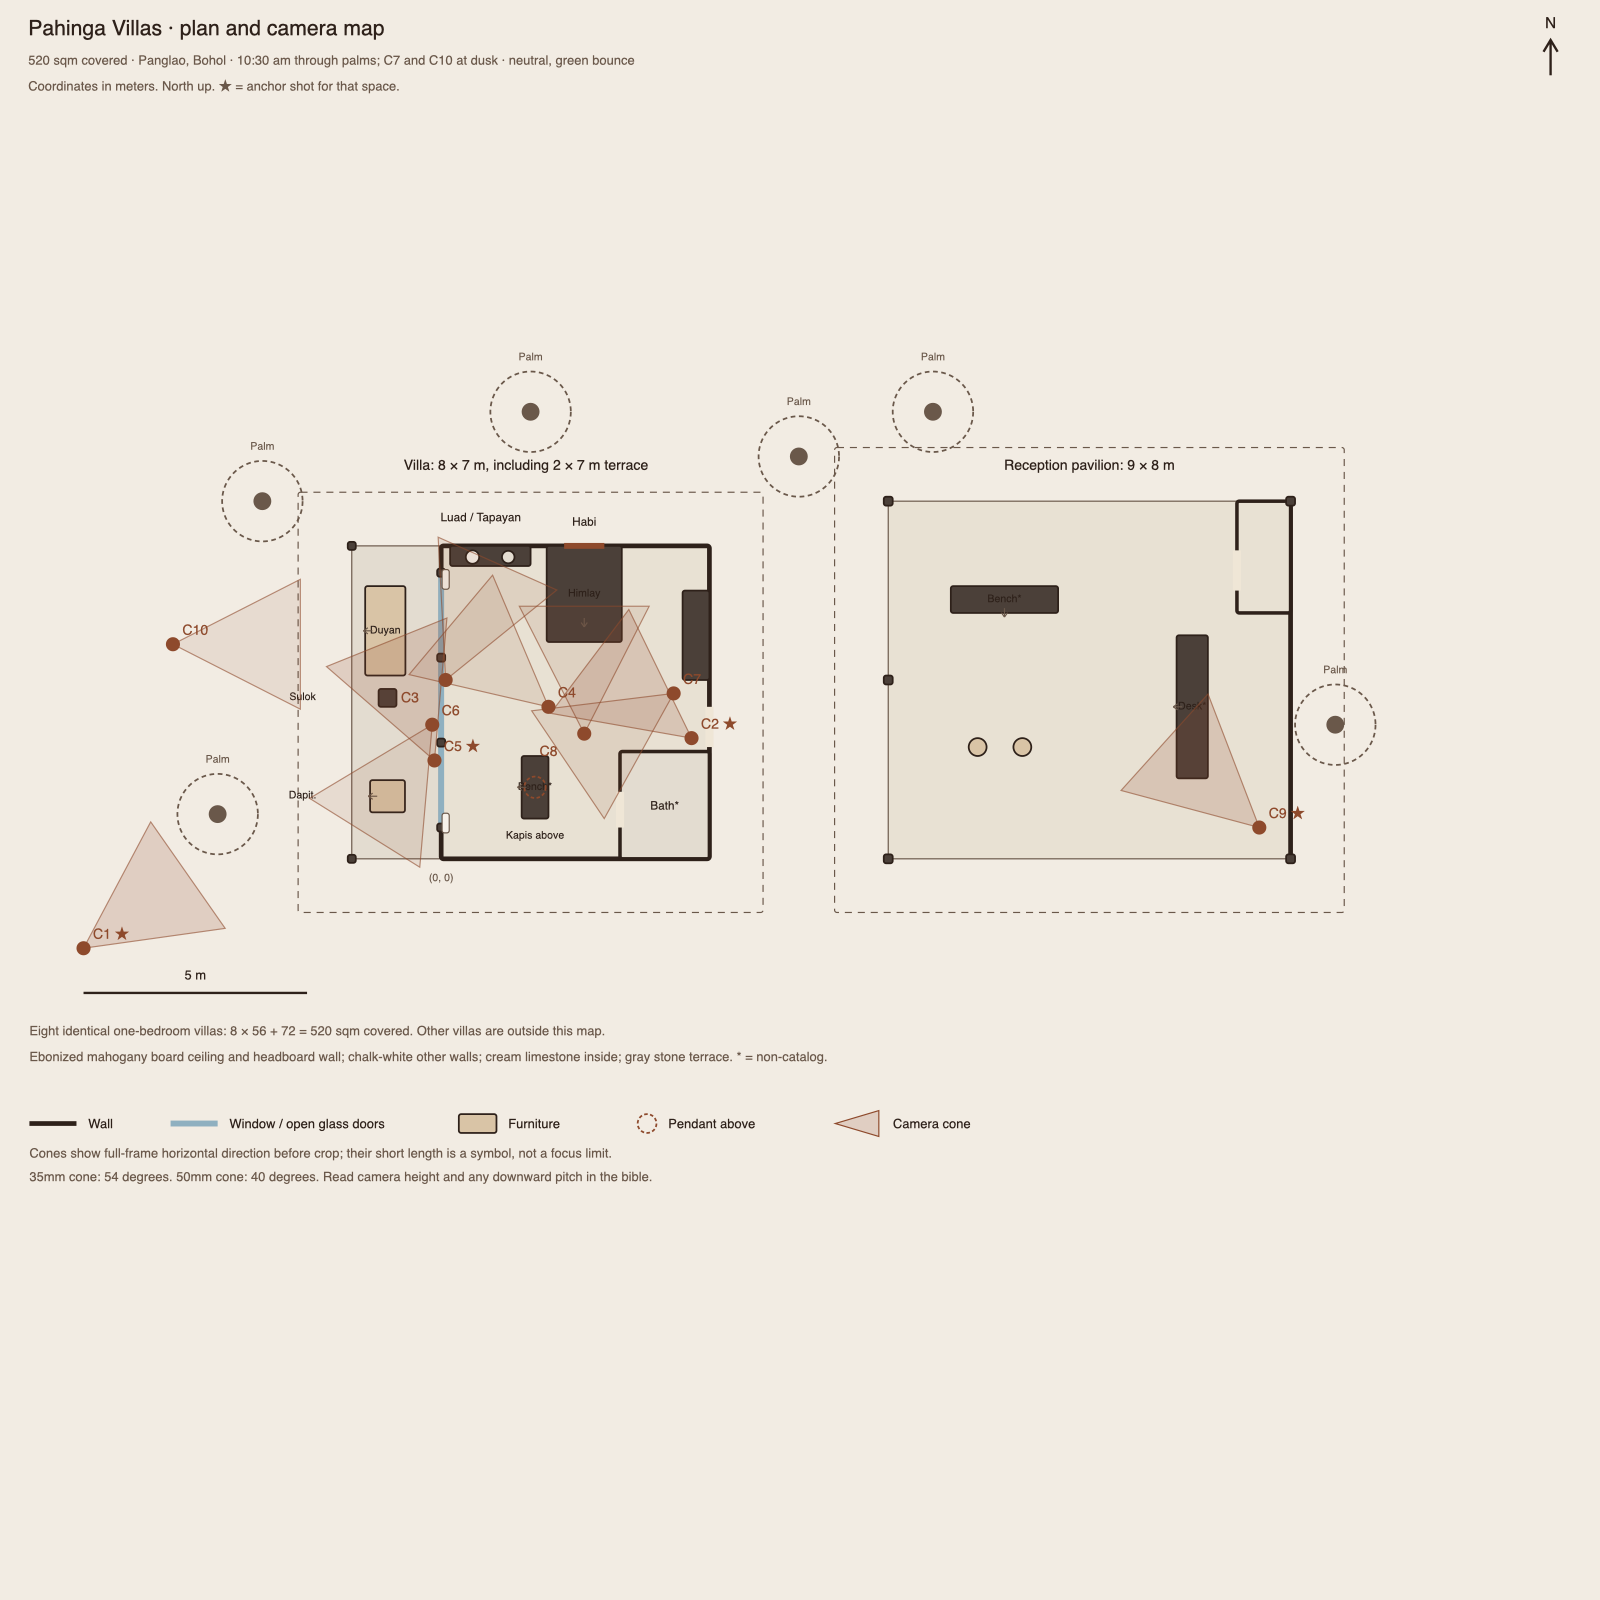 Pahinga Villas · plan and camera map
N
520 sqm covered · Panglao, Bohol · 10:30 am through palms; C7 and C10 at dusk · neutral, green bounce
Coordinates in meters. North up. ★ = anchor shot for that space.
Palm
Palm
Palm
Palm
Villa: 8 × 7 m, including 2 × 7 m terrace
Reception pavilion: 9 × 8 m
Luad / Tapayan
Habi
Himlay
Bench*
C10
Duyan
Palm
C7
Sulok
C3
C4
Desk*
C6
C2 ★
C5 ★
C8
Palm
Bench*
Dapit.
Bath*
C9 ★
Kapis above
(0, 0)
C1 ★
5 m
Eight identical one-bedroom villas: 8 × 56 + 72 = 520 sqm covered. Other villas are outside this map.
Ebonized mahogany board ceiling and headboard wall; chalk-white other walls; cream limestone inside; gray stone terrace. * = non-catalog.
Wall
Window / open glass doors
Furniture
Pendant above
Camera cone
Cones show full-frame horizontal direction before crop; their short length is a symbol, not a focus limit.
35mm cone: 54 degrees. 50mm cone: 40 degrees. Read camera height and any downward pitch in the bible.